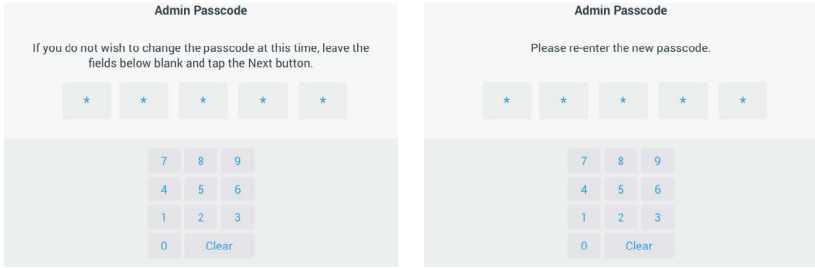 Admin Passcode
If you do not wish to change the passcode at this time, leave the
fields below blank and tap the Next button.
* * * * *
7 8 9
4 5 6
1 2 3
0 Clear
Admin Passcode
Please re-enter the new passcode.
* * * * *
7 8 9
4 5 6
1 2 3
0 Clear